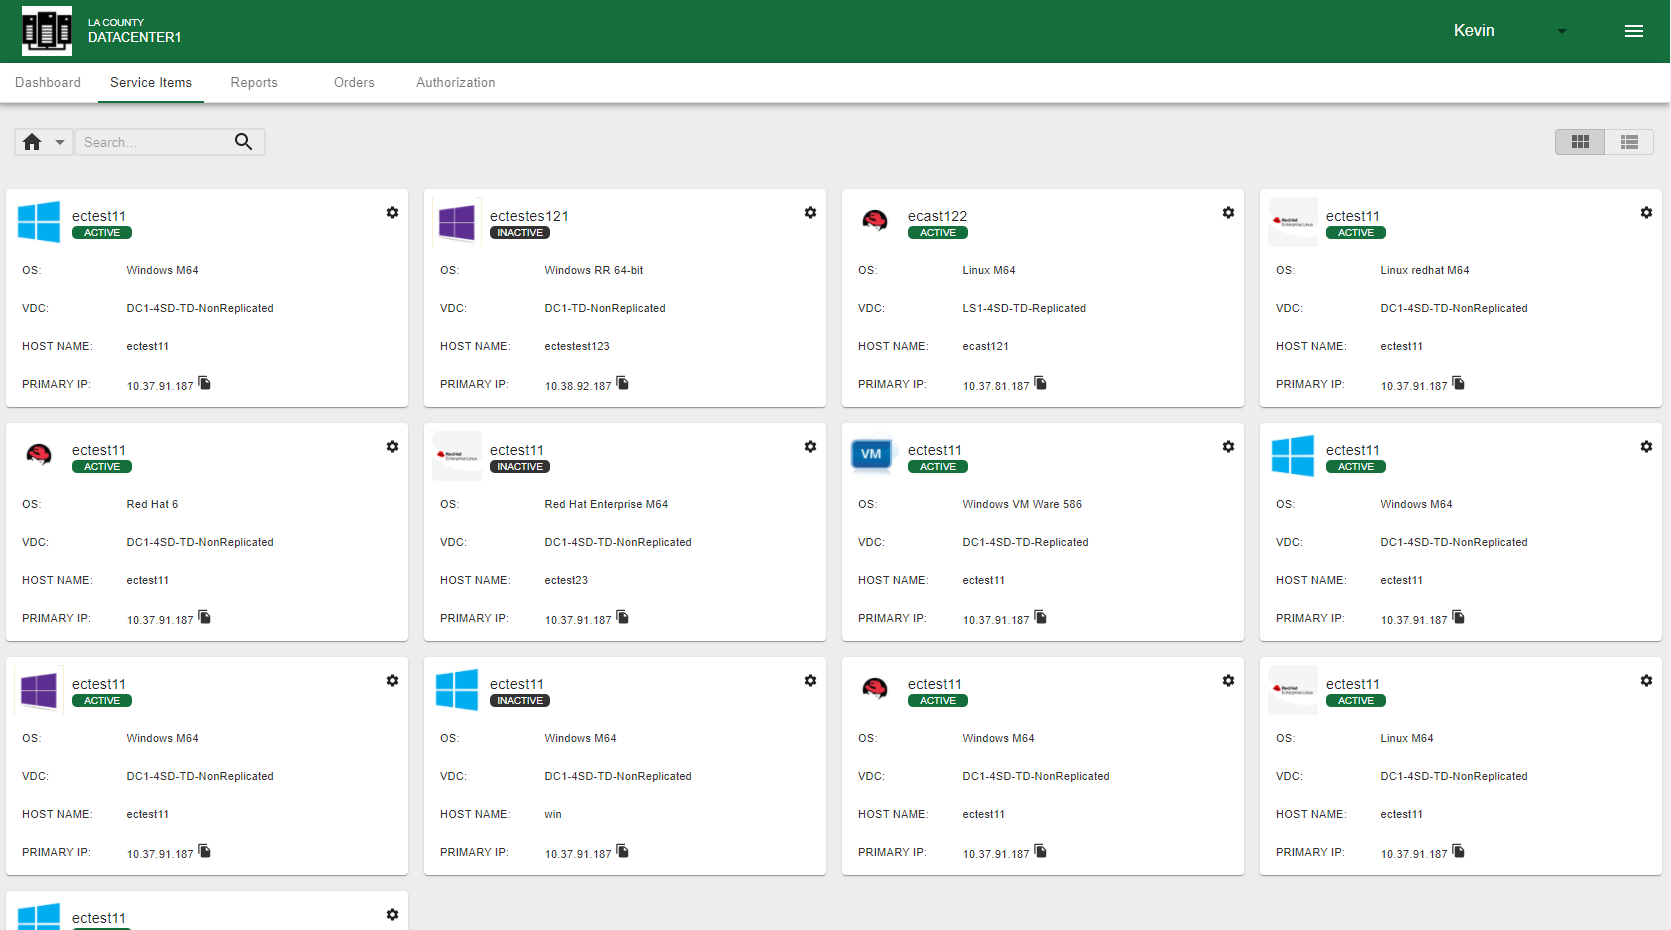 LA COUNTY
DATACENTER1
Kevin
Dashboard Service Items Reports Orders Authorization
Search...
ectest11
ACTIVE
OS: Windows M64
VDC: DC1-4SD-TD-NonReplicated
HOST NAME: ectest11
PRIMARY IP: 10.37.91.187
ectestes121
INACTIVE
OS: Windows RR 64-bit
VDC: DC1-TD-NonReplicated
HOST NAME: ectestest123
PRIMARY IP: 10.38.92.187
ecast122
ACTIVE
OS: Linux M64
VDC: LS1-4SD-TD-Replicated
HOST NAME: ecast121
PRIMARY IP: 10.37.81.187
RedHat
Enterprise Linux
ectest11
ACTIVE
OS: Linux redhat M64
VDC: DC1-4SD-TD-NonReplicated
HOST NAME: ectest11
PRIMARY IP: 10.37.91.187
ectest11
ACTIVE
OS: Red Hat 6
VDC: DC1-4SD-TD-NonReplicated
HOST NAME: ectest11
PRIMARY IP: 10.37.91.187
RedHat
Enterprise Linux
ectest11
INACTIVE
OS: Red Hat Enterprise M64
VDC: DC1-4SD-TD-NonReplicated
HOST NAME: ectest23
PRIMARY IP: 10.37.91.187
VM
ectest11
ACTIVE
OS: Windows VM Ware 586
VDC: DC1-4SD-TD-Replicated
HOST NAME: ectest11
PRIMARY IP: 10.37.91.187
ectest11
ACTIVE
OS: Windows M64
VDC: DC1-4SD-TD-NonReplicated
HOST NAME: ectest11
PRIMARY IP: 10.37.91.187
ectest11
ACTIVE
OS: Windows M64
VDC: DC1-4SD-TD-NonReplicated
HOST NAME: ectest11
PRIMARY IP: 10.37.91.187
ectest11
INACTIVE
OS: Windows M64
VDC: DC1-4SD-TD-NonReplicated
HOST NAME: win
PRIMARY IP: 10.37.91.187
ectest11
ACTIVE
OS: Windows M64
VDC: DC1-4SD-TD-NonReplicated
HOST NAME: ectest11
PRIMARY IP: 10.37.91.187
RedHat
Enterprise Linux
ectest11
ACTIVE
OS: Linux M64
VDC: DC1-4SD-TD-NonReplicated
HOST NAME: ectest11
PRIMARY IP: 10.37.91.187
ectest11